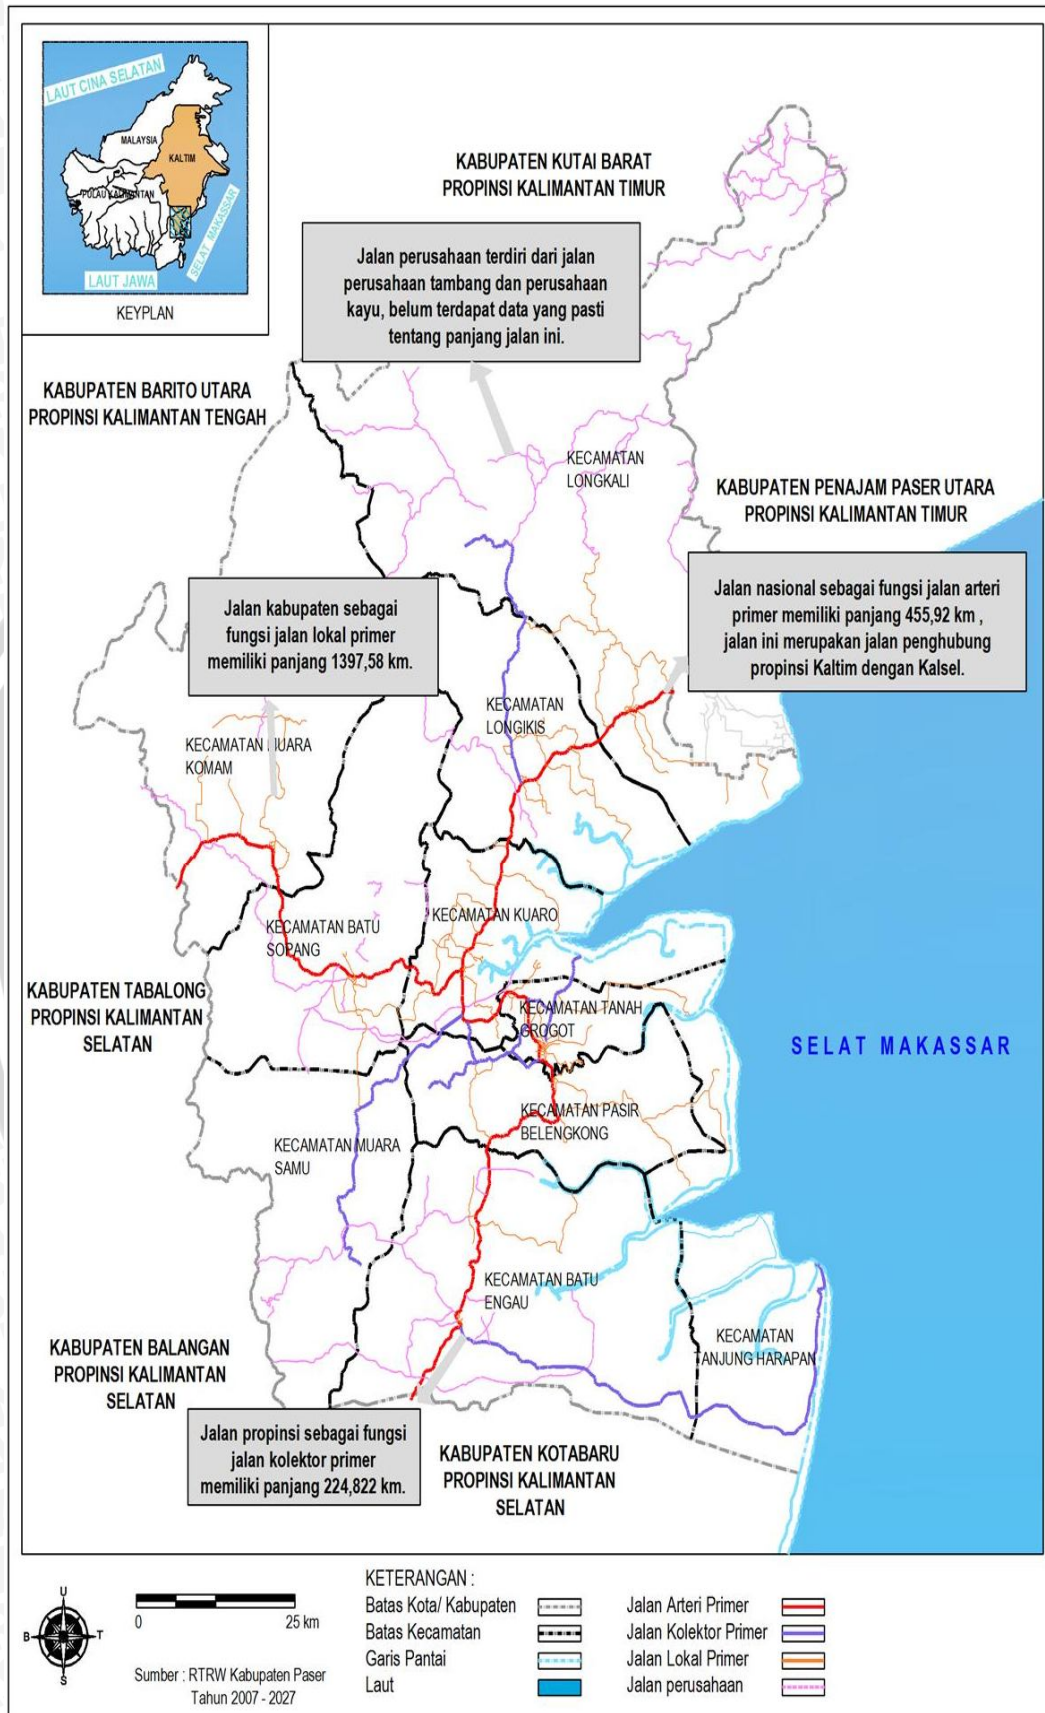 LAUT CINA SELATAN
MALAYSIA
KALTIM
PULAU KALIMANTAN
SELAT MAKASSAR
LAUT JAWA
KEYPLAN
KABUPATEN KUTAI BARAT
PROPINSI KALIMANTAN TIMUR
Jalan perusahaan terdiri dari jalan
perusahaan tambang dan perusahaan
kayu, belum terdapat data yang pasti
tentang panjang jalan ini.
KABUPATEN BARITO UTARA
PROPINSI KALIMANTAN TENGAH
KECAMATAN
LONGKALI
KABUPATEN PENAJAM PASER UTARA
PROPINSI KALIMANTAN TIMUR
Jalan nasional sebagai fungsi jalan arteri
primer memiliki panjang 455,92 km ,
jalan ini merupakan jalan penghubung
propinsi Kaltim dengan Kalsel.
Jalan kabupaten sebagai
fungsi jalan lokal primer
memiliki panjang 1397,58 km.
KECAMATAN
LONGIKIS
KECAMATAN MUARA
KOMAM
KECAMATAN KUARO
KECAMATAN BATU
SOPANG
KABUPATEN TABALONG
PROPINSI KALIMANTAN
SELATAN
KECAMATAN TANAH
GROGOT
SELAT MAKASSAR
KECAMATAN PASIR
BELENGKONG
KECAMATAN MUARA
SAMU
KECAMATAN BATU
ENGAU
KECAMATAN
TANJUNG HARAPAN
KABUPATEN BALANGAN
PROPINSI KALIMANTAN
SELATAN
Jalan propinsi sebagai fungsi
jalan kolektor primer
memiliki panjang 224,822 km.
KABUPATEN KOTABARU
PROPINSI KALIMANTAN
SELATAN
U
B T
S
0 25 km
Sumber : RTRW Kabupaten Paser
Tahun 2007 - 2027
KETERANGAN :
Batas Kota/ Kabupaten
Batas Kecamatan
Garis Pantai
Laut
Jalan Arteri Primer
Jalan Kolektor Primer
Jalan Lokal Primer
Jalan perusahaan